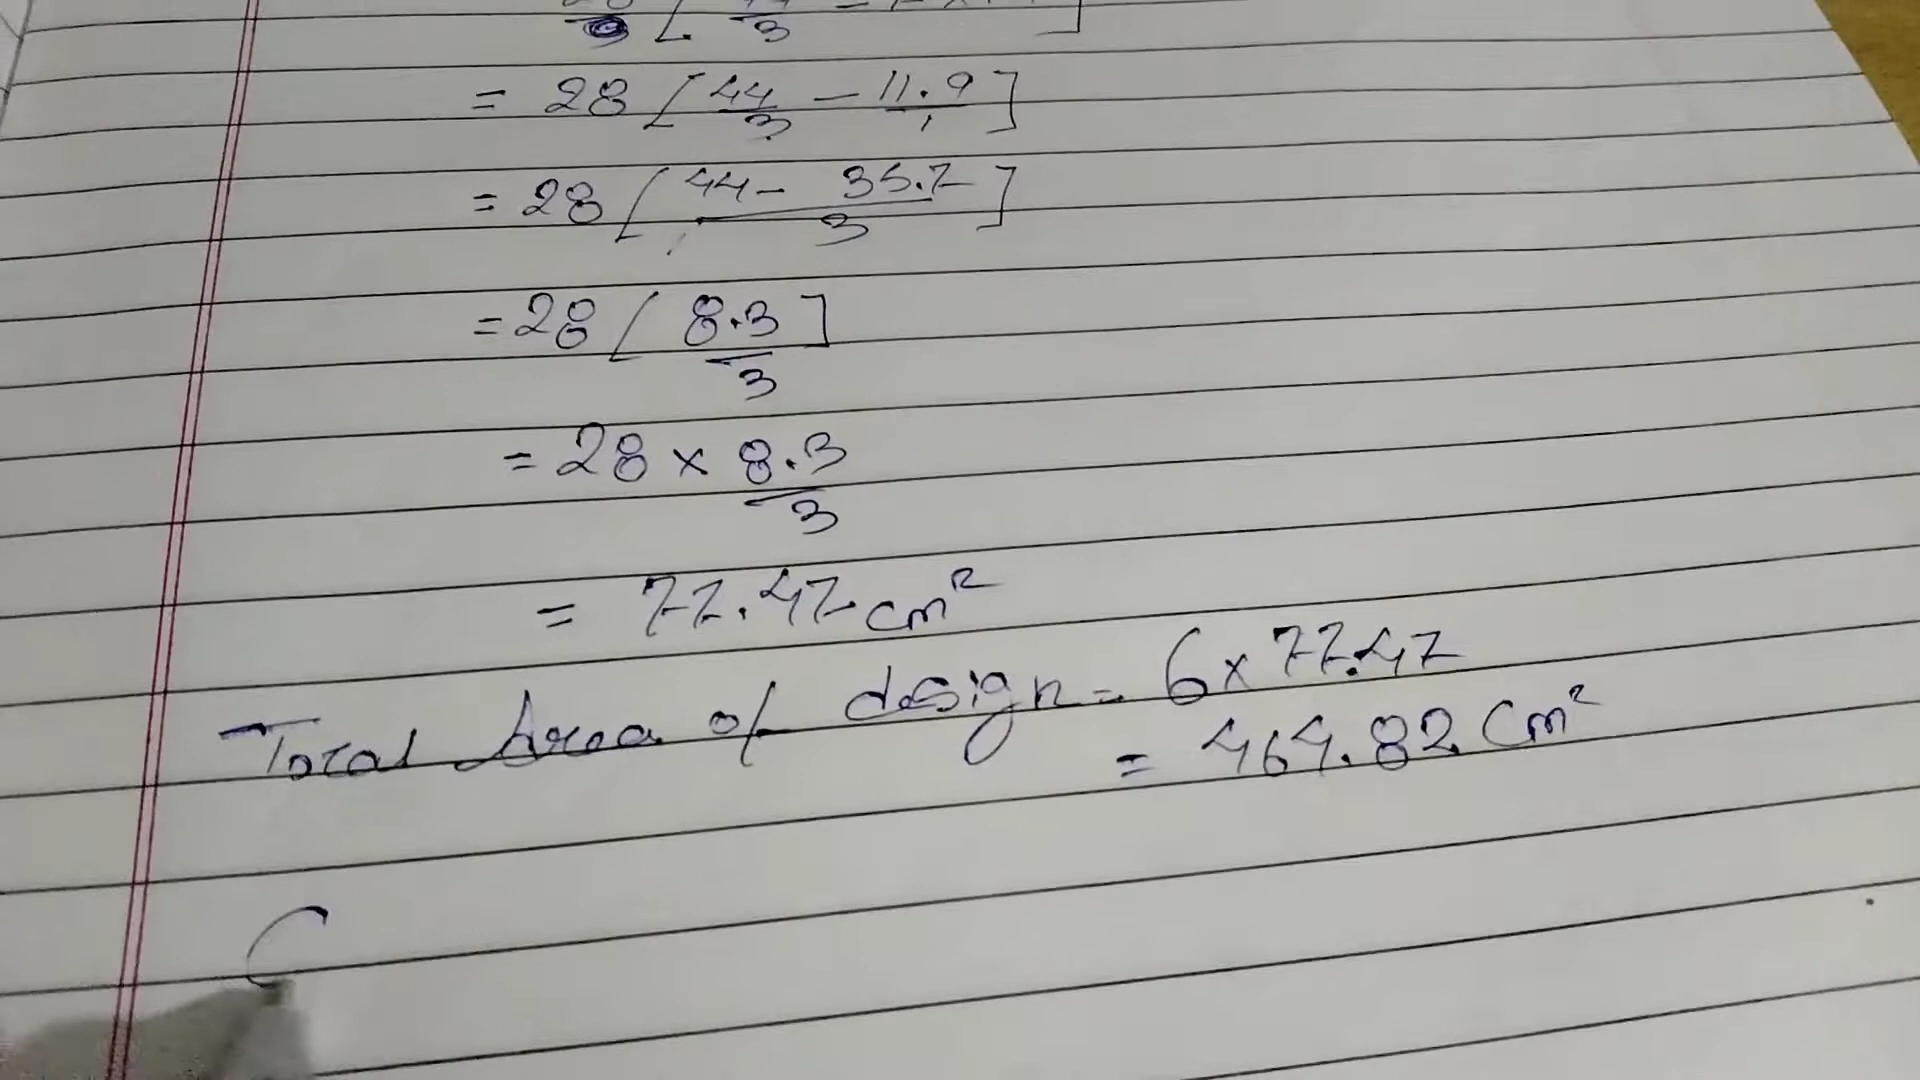 = 28 [ 44/3 - 11.9/1 ]
= 28 [ 44 - 35.7 / 3 ]
= 28 [ 8.3/3 ]
= 28 × 8.3/3
= 77.47 cm²
Total Area of design = 6 × 77.47
= 464.82 cm²
C